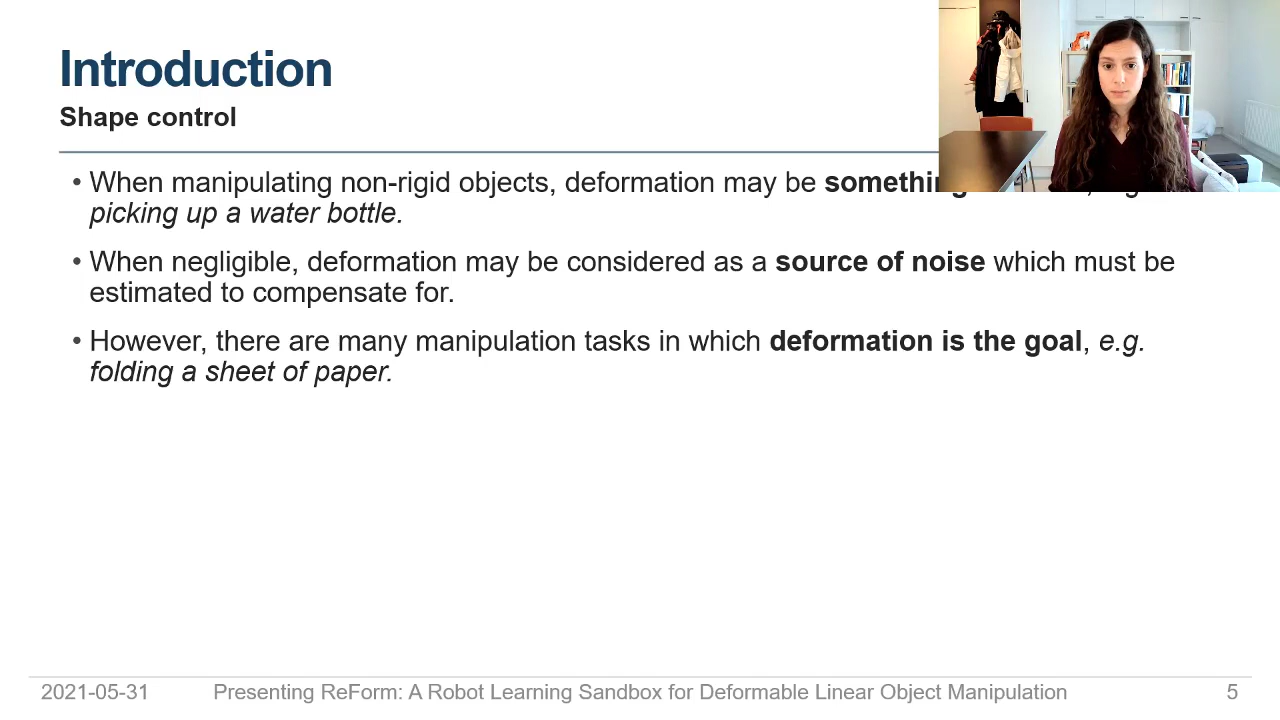 Introduction
Shape control
• When manipulating non-rigid objects, deformation may be something
picking up a water bottle.
• When negligible, deformation may be considered as a source of noise which must be
estimated to compensate for.
• However, there are many manipulation tasks in which deformation is the goal, e.g.
folding a sheet of paper.
2021-05-31 Presenting ReForm: A Robot Learning Sandbox for Deformable Linear Object Manipulation 5